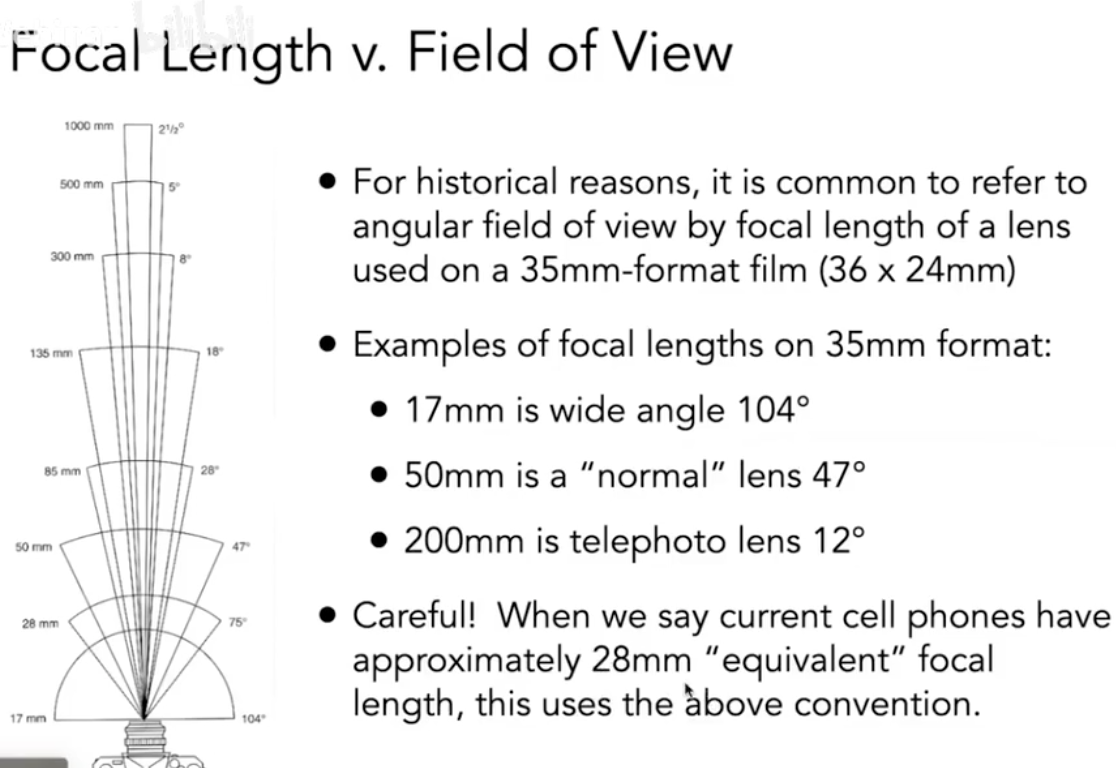 Focal Length v. Field of View
1000 mm
2½°
500 mm
5°
300 mm
8°
135 mm
18°
85 mm
28°
50 mm
47°
28 mm
75°
17 mm
104°
• For historical reasons, it is common to refer to
angular field of view by focal length of a lens
used on a 35mm-format film (36 x 24mm)
• Examples of focal lengths on 35mm format:
• 17mm is wide angle 104°
• 50mm is a “normal” lens 47°
• 200mm is telephoto lens 12°
• Careful! When we say current cell phones have
approximately 28mm “equivalent” focal
length, this uses the above convention.
bilibili